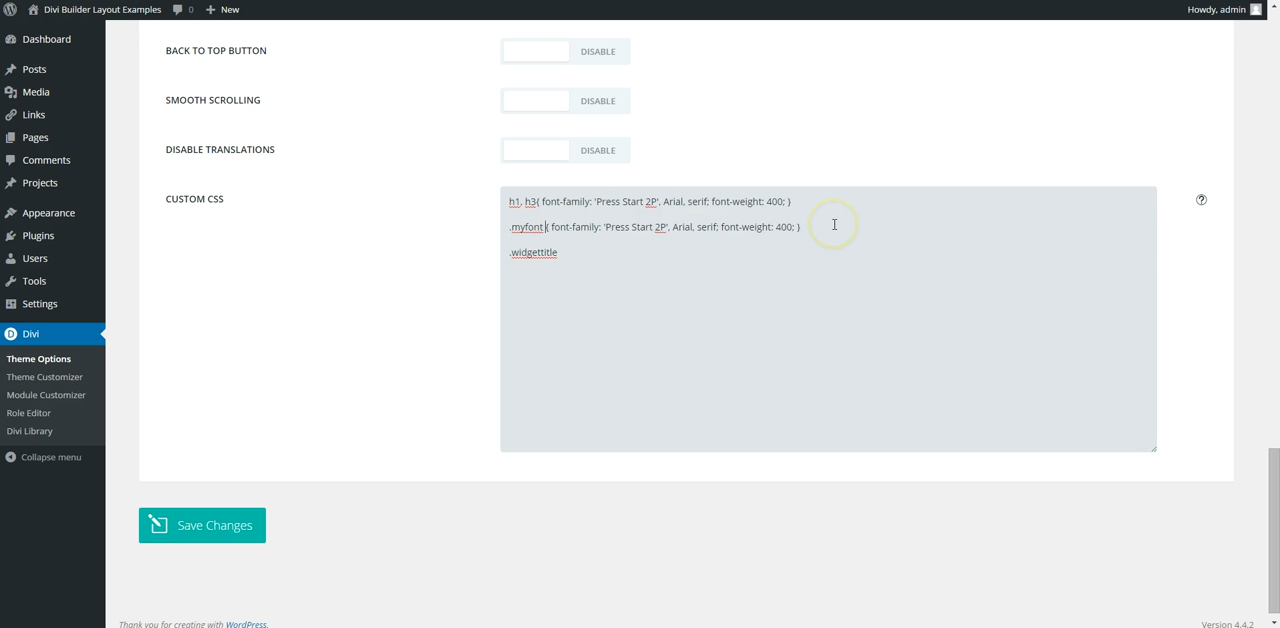 Divi Builder Layout Examples
0
New
Howdy, admin
Dashboard
Posts
Media
Links
Pages
Comments
Projects
Appearance
Plugins
Users
Tools
Settings
Divi
Theme Options
Theme Customizer
Module Customizer
Role Editor
Divi Library
Collapse menu
BACK TO TOP BUTTON
DISABLE
SMOOTH SCROLLING
DISABLE
DISABLE TRANSLATIONS
DISABLE
CUSTOM CSS
h1, h3{ font-family: 'Press Start 2P', Arial, serif; font-weight: 400; }
.myfont { font-family: 'Press Start 2P', Arial, serif; font-weight: 400; }
.widgettitle
Save Changes
Thank you for creating with WordPress.
Version 4.4.2